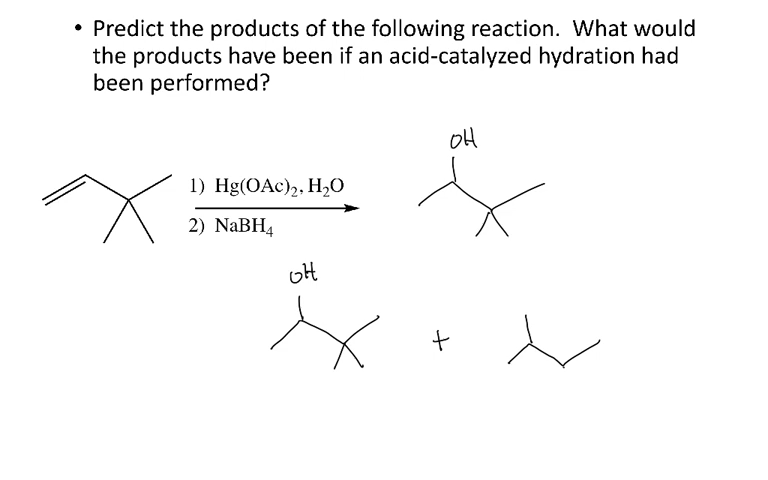 • Predict the products of the following reaction. What would
the products have been if an acid-catalyzed hydration had
been performed?
OH
1) Hg(OAc)₂, H₂O
2) NaBH₄
OH
+